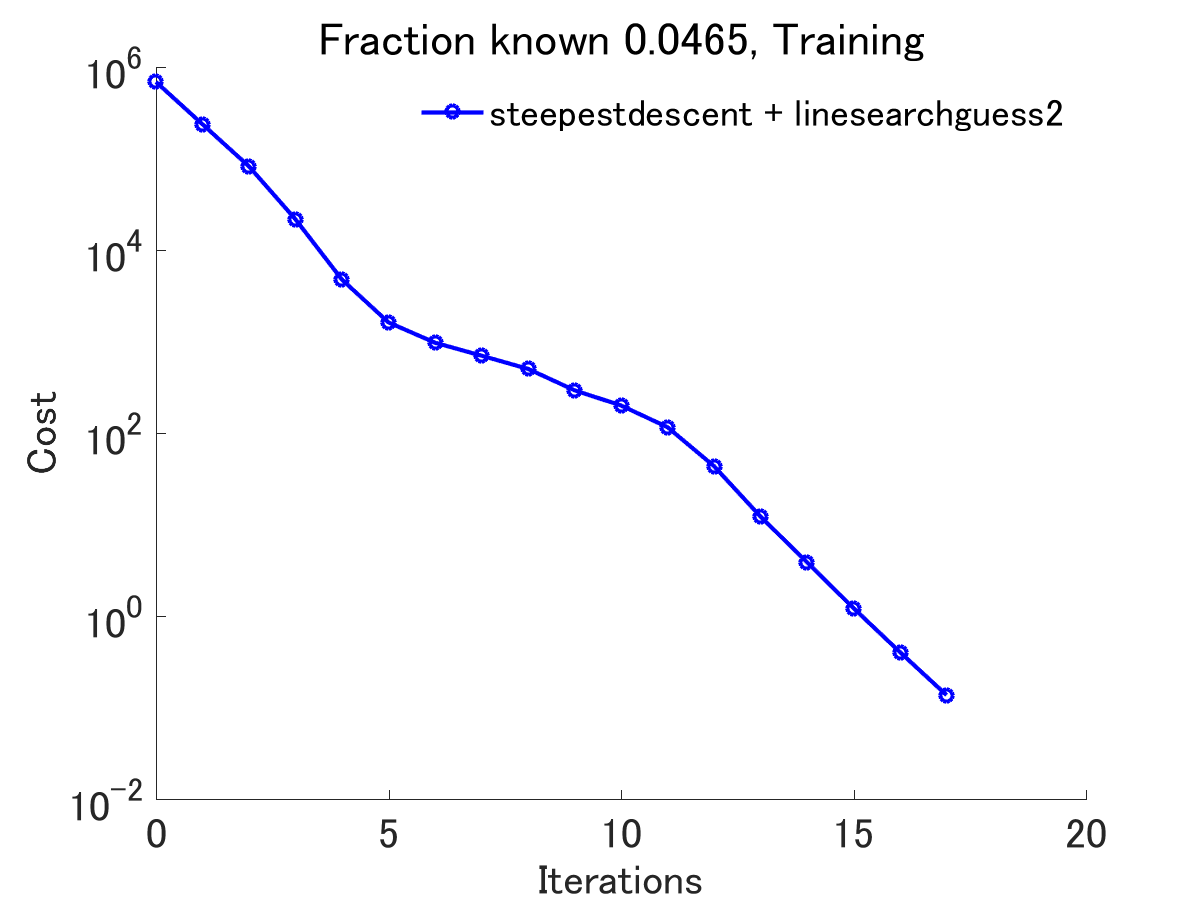 Fraction known 0.0465, Training
steepestdescent + linesearchguess2
10^6
10^4
10^2
10^0
10^-2
Cost
0 5 10 15 20
Iterations